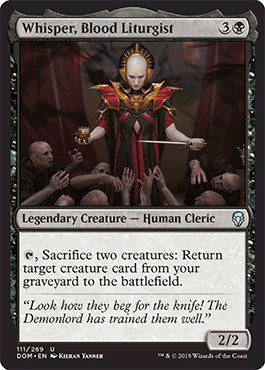 Whisper, Blood Liturgist 3
Legendary Creature — Human Cleric
, Sacrifice two creatures: Return
target creature card from your
graveyard to the battlefield.
“Look how they beg for the knife! The
Demonlord has trained them well.”
2/2
111/269 U
DOM • EN KIERAN YANNER ™ & © 2018 Wizards of the Coast